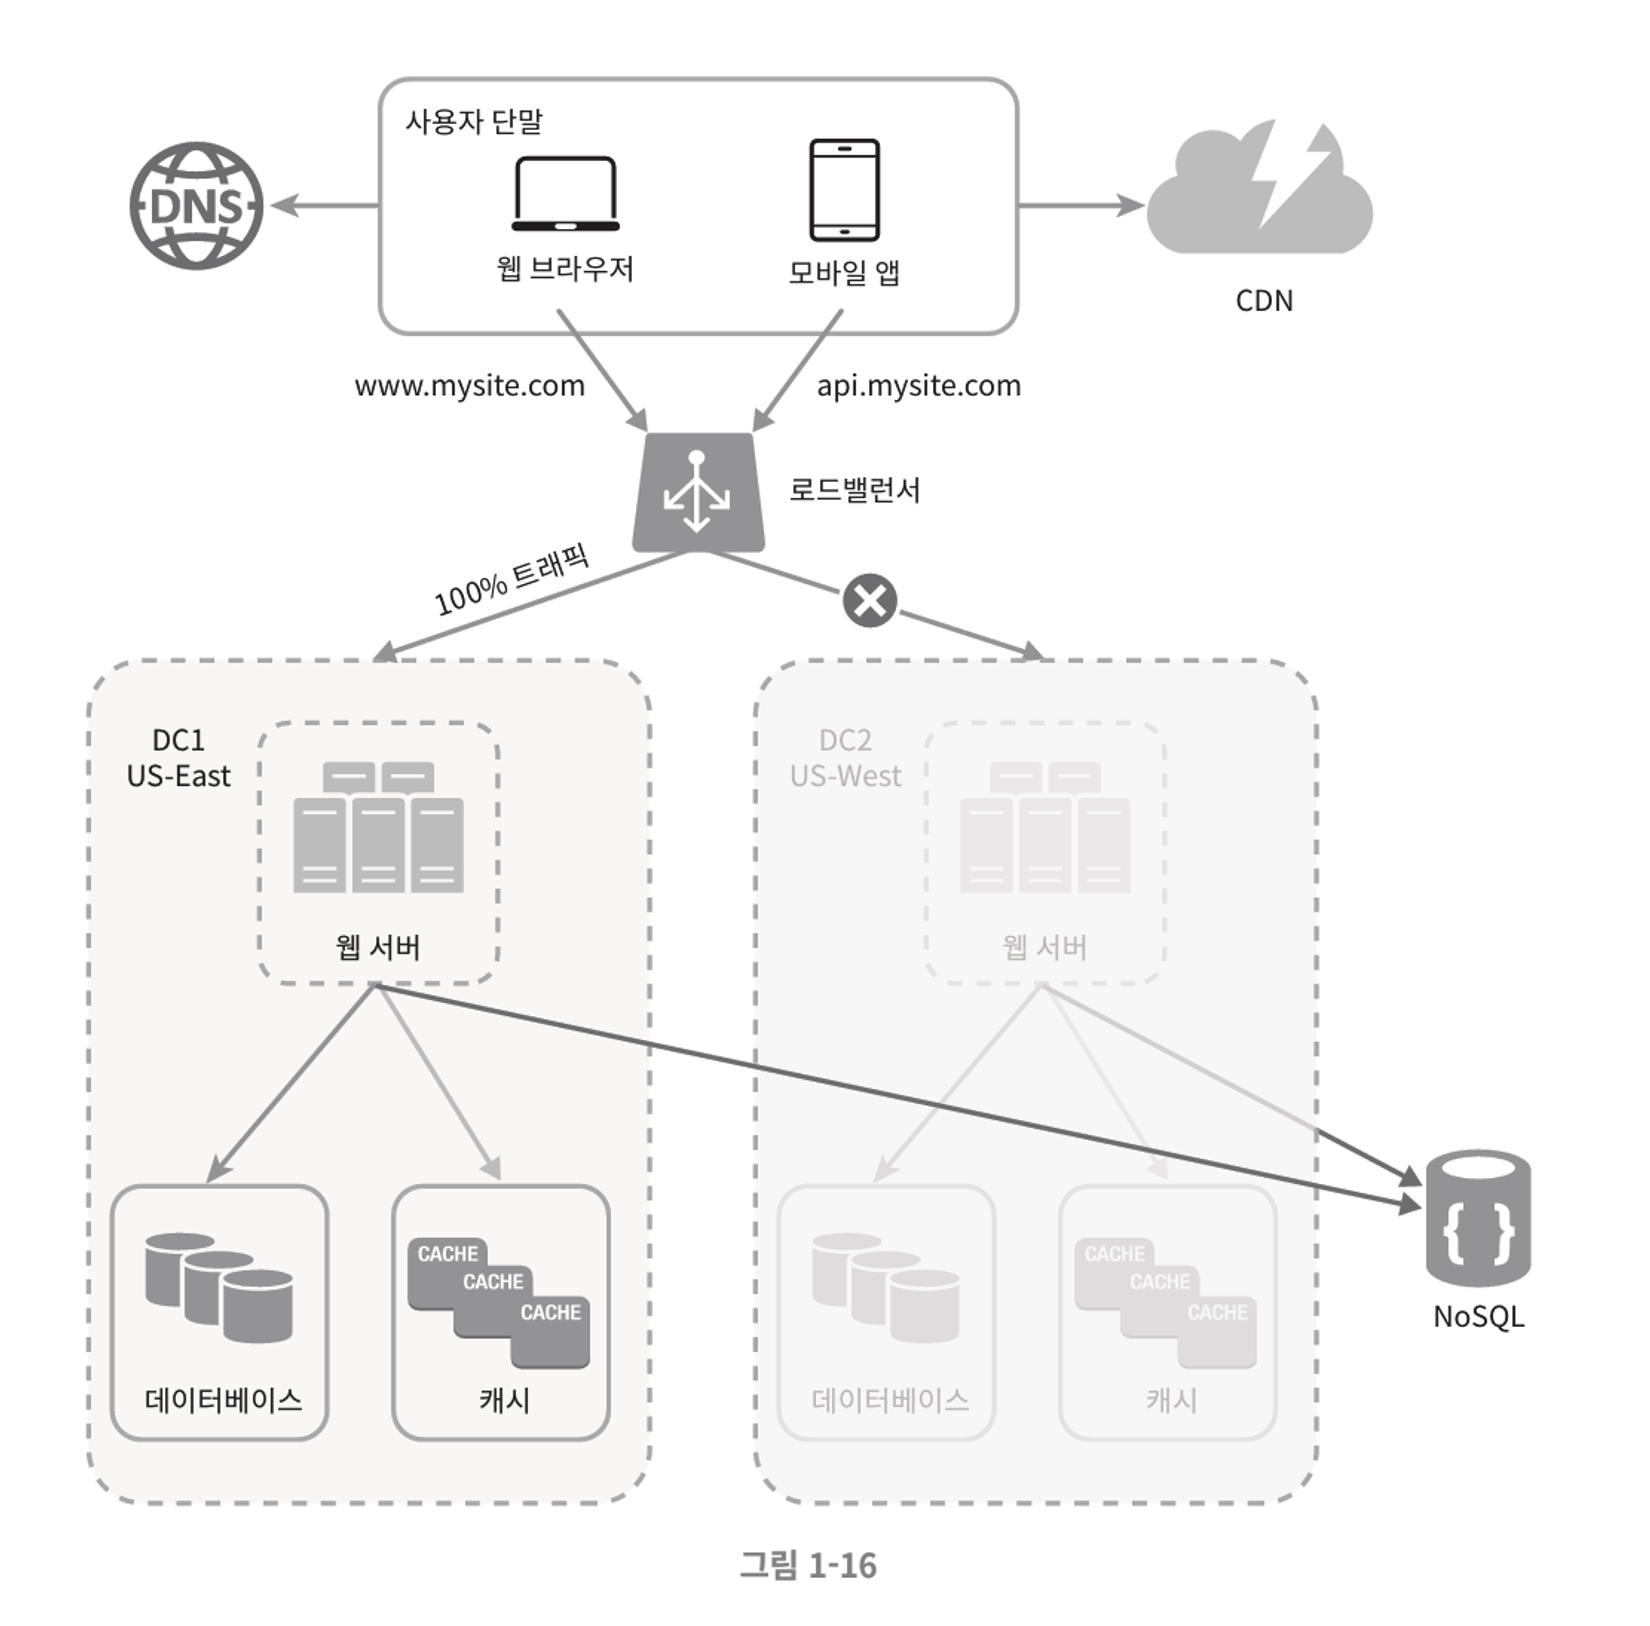 사용자 단말
DNS
웹 브라우저
모바일 앱
CDN
www.mysite.com
api.mysite.com
로드밸런서
100% 트래픽
DC1
US-East
웹 서버
DC2
US-West
웹 서버
CACHE
CACHE
CACHE
데이터베이스
캐시
CACHE
CACHE
CACHE
데이터베이스
캐시
{ }
NoSQL
그림 1-16